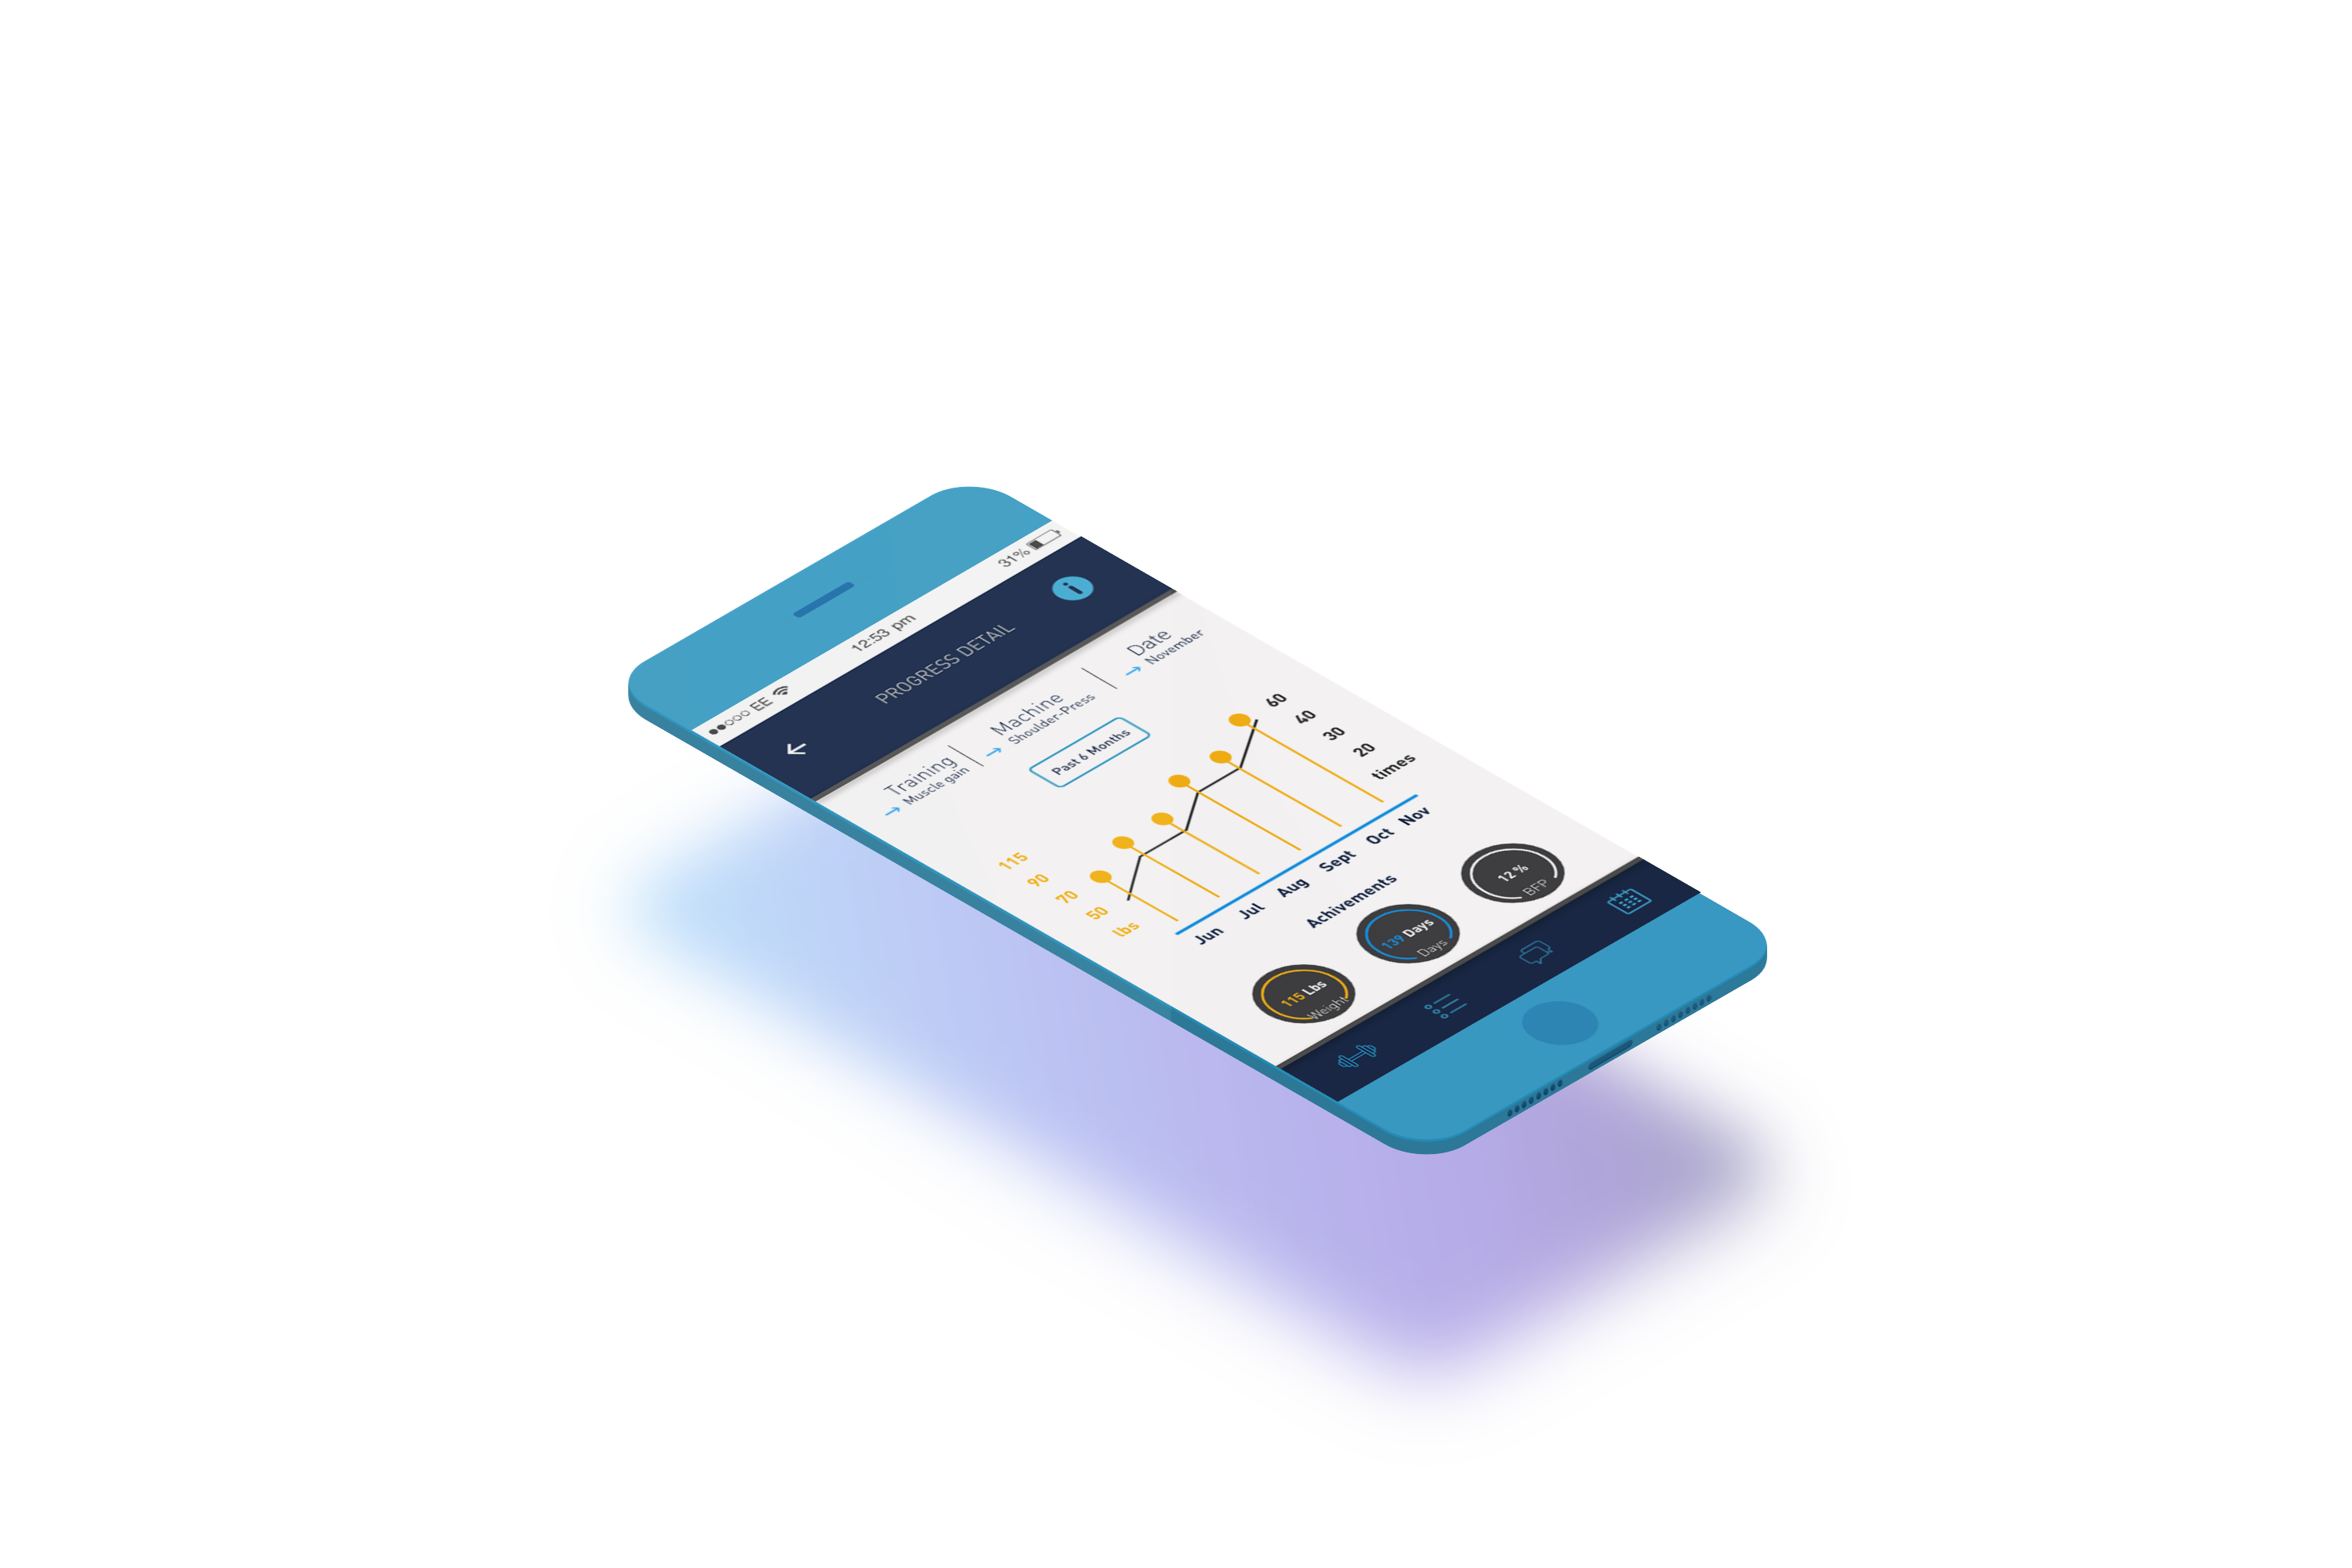 EE 12:53 pm 31%
PROGRESS DETAIL
Training Machine Date
Muscle gain Shoulder-Press November
Past 6 Months
115 60
90 40
70 30
50 20
lbs times
Jun Jul Aug Sept Oct Nov
Achivements
115 Lbs 139 Days 12 %
Weight Days BFP